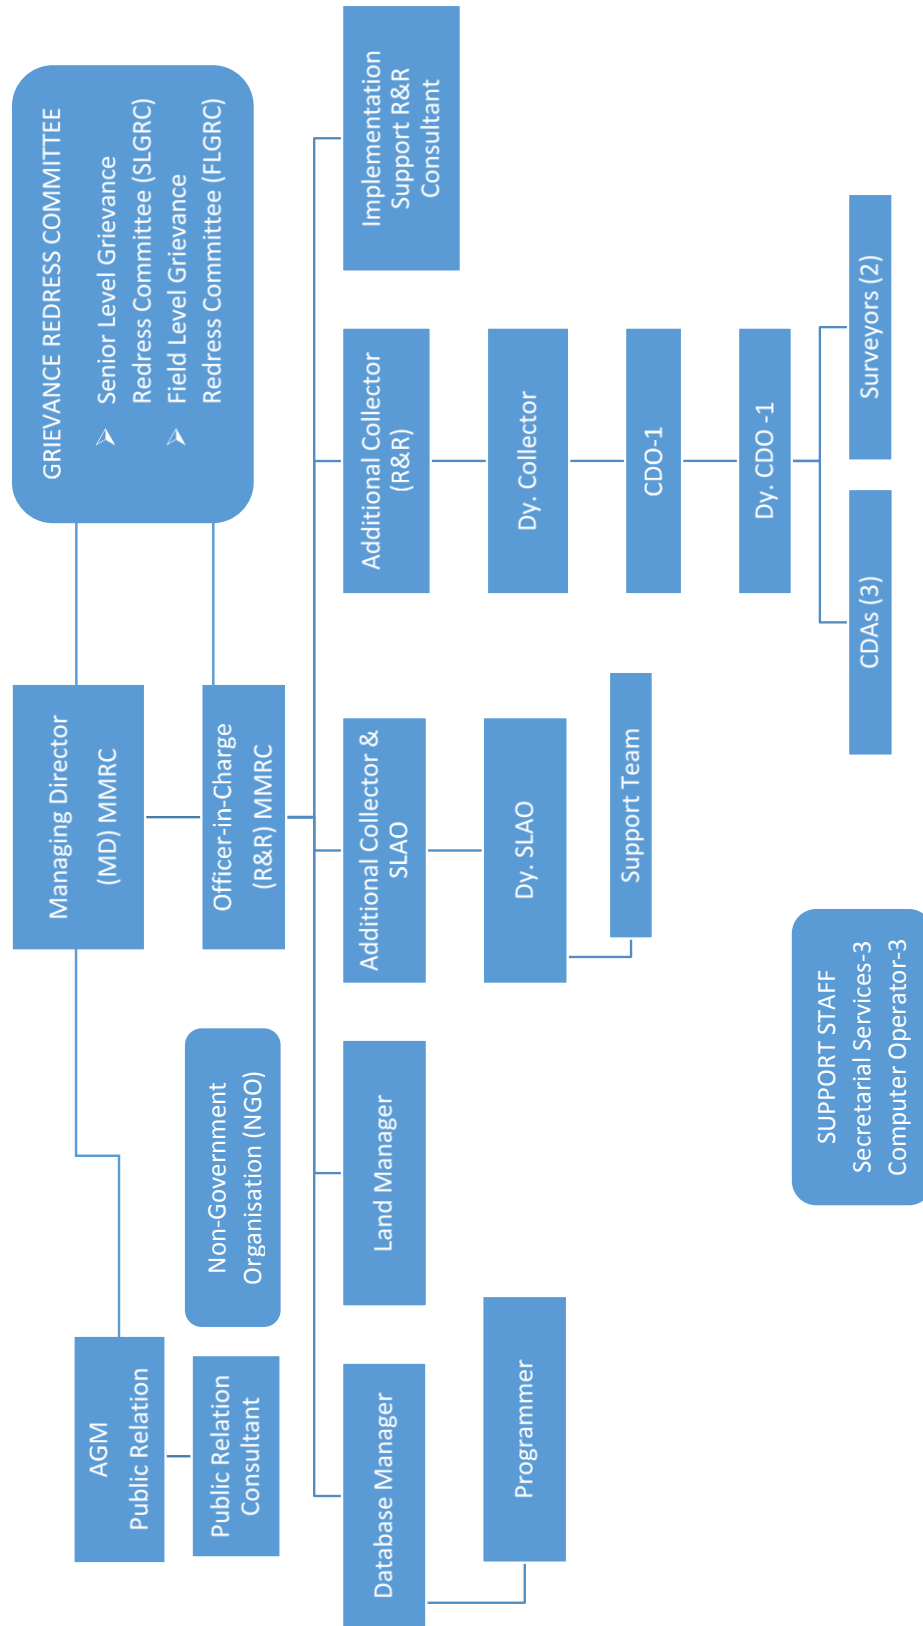 GRIEVANCE REDRESS COMMITTEE
➢ Senior Level Grievance
Redress Committee (SLGRC)
➢ Field Level Grievance
Redress Committee (FLGRC)
Managing Director
(MD) MMRC
AGM
Public Relation
Public Relation
Consultant
Non-Government
Organisation (NGO)
Officer-in-Charge
(R&R) MMRC
Database Manager
Land Manager
Additional Collector &
SLAO
Additional Collector
(R&R)
Implementation
Support R&R
Consultant
Programmer
Dy. SLAO
Dy. Collector
Support Team
CDO-1
Dy. CDO -1
CDAs (3)
Surveyors (2)
SUPPORT STAFF
Secretarial Services-3
Computer Operator-3